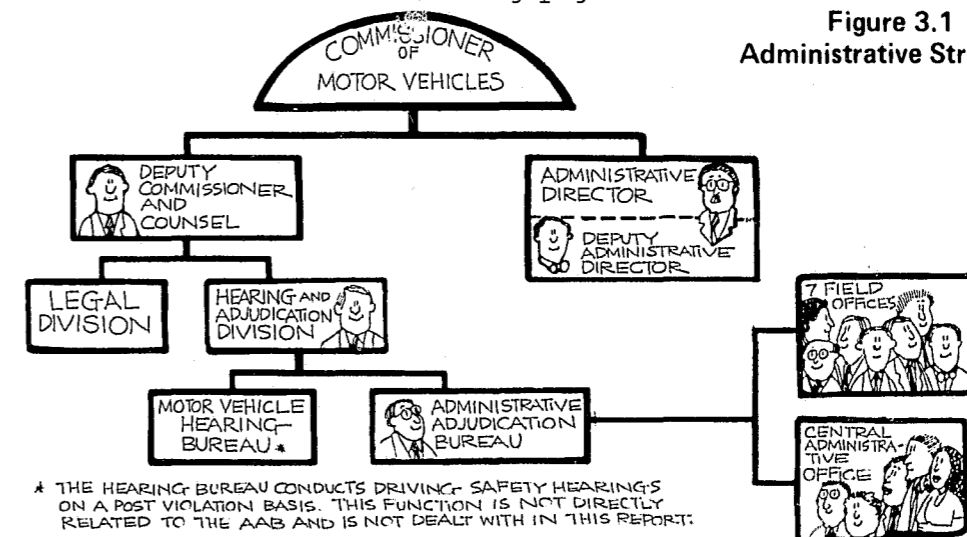 Figure 3.1
Administrative Str
COMMISSIONER
OF
MOTOR VEHICLES
DEPUTY
COMMISSIONER
AND
COUNSEL
ADMINISTRATIVE
DIRECTOR
DEPUTY
ADMINISTRATIVE
DIRECTOR
LEGAL
DIVISION
HEARING AND
ADJUDICATION
DIVISION
7 FIELD
OFFICES
MOTOR VEHICLE
HEARING
BUREAU *
ADMINISTRATIVE
ADJUDICATION
BUREAU
CENTRAL
ADMINISTRA-
TIVE
OFFICE
* THE HEARING BUREAU CONDUCTS DRIVING SAFETY HEARINGS
ON A POST VIOLATION BASIS. THIS FUNCTION IS NOT DIRECTLY
RELATED TO THE AAB AND IS NOT DEALT WITH IN THIS REPORT.